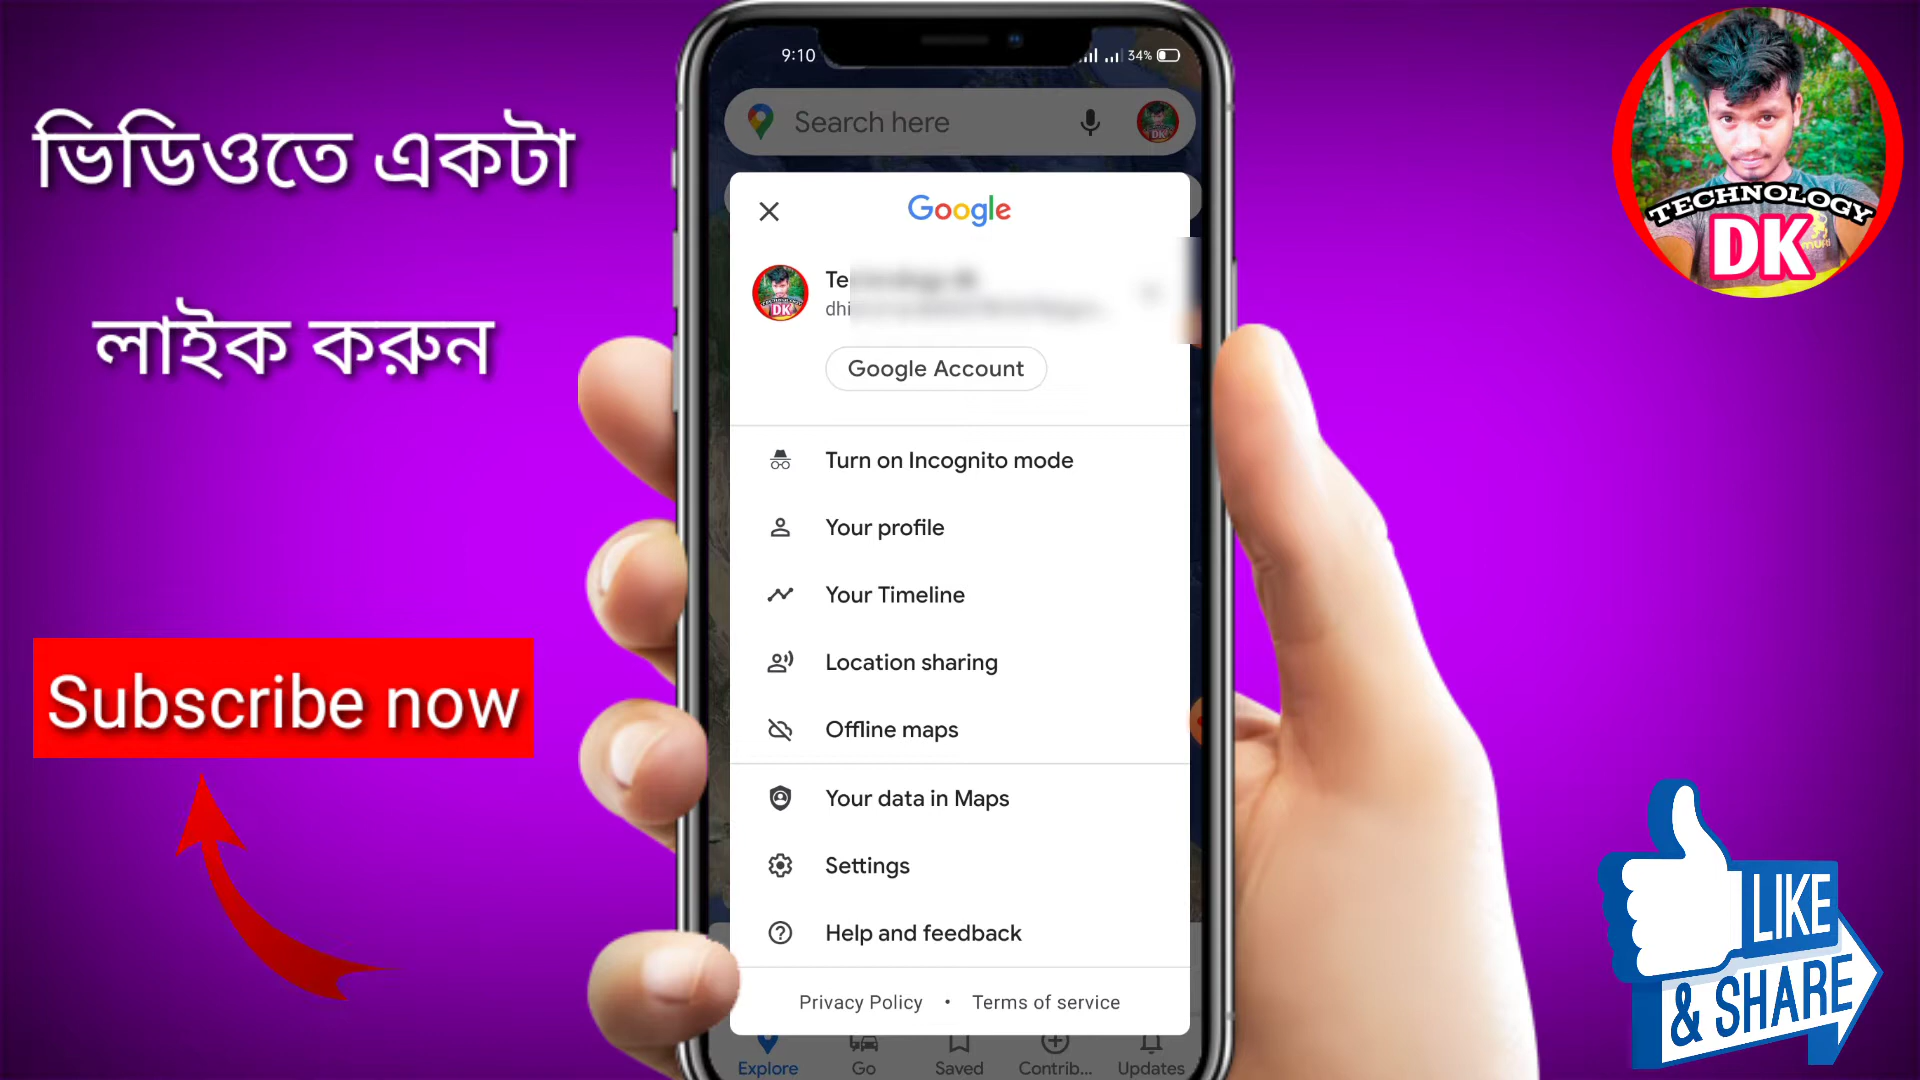 ভিডিওতে একটা
লাইক করুন
Subscribe now
9:10
34%
Search here
DK
Google
Te
dhi
DK
Google Account
Turn on Incognito mode
Your profile
Your Timeline
Location sharing
Offline maps
Your data in Maps
Settings
Help and feedback
Privacy Policy • Terms of service
Explore
Go
Saved
Contrib...
Updates
TECHNOLOGY
DK
LIKE
& SHARE